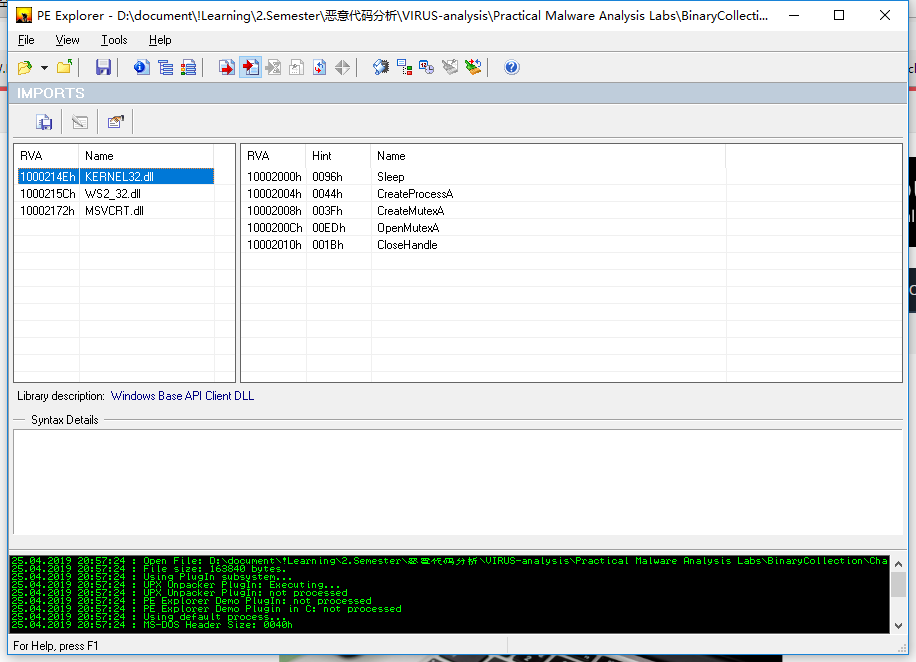 PE Explorer - D:\document\!Learning\2.Semester\恶意代码分析\VIRUS-analysis\Practical Malware Analysis Labs\BinaryCollecti...
File View Tools Help
IMPORTS
RVA Name
1000214Eh KERNEL32.dll
1000215Ch WS2_32.dll
10002172h MSVCRT.dll
RVA Hint Name
10002000h 0096h Sleep
10002004h 0044h CreateProcessA
10002008h 003Fh CreateMutexA
1000200Ch 00EDh OpenMutexA
10002010h 001Bh CloseHandle
Library description: Windows Base API Client DLL
Syntax Details
25.04.2019 20:57:24 : Open File: D:\document\!Learning\2.Semester\恶意代码分析\VIRUS-analysis\Practical Malware Analysis Labs\BinaryCollection\Cha
25.04.2019 20:57:24 : File size: 163840 bytes.
25.04.2019 20:57:24 : Using PlugIn subsystem...
25.04.2019 20:57:24 : UPX Unpacker PlugIn: Executing...
25.04.2019 20:57:24 : UPX Unpacker PlugIn: not processed
25.04.2019 20:57:24 : PE Explorer Demo PlugIn: not processed
25.04.2019 20:57:24 : PE Explorer Demo Plugin in C: not processed
25.04.2019 20:57:24 : Using default process...
25.04.2019 20:57:24 : MS-DOS Header Size: 0040h
For Help, press F1